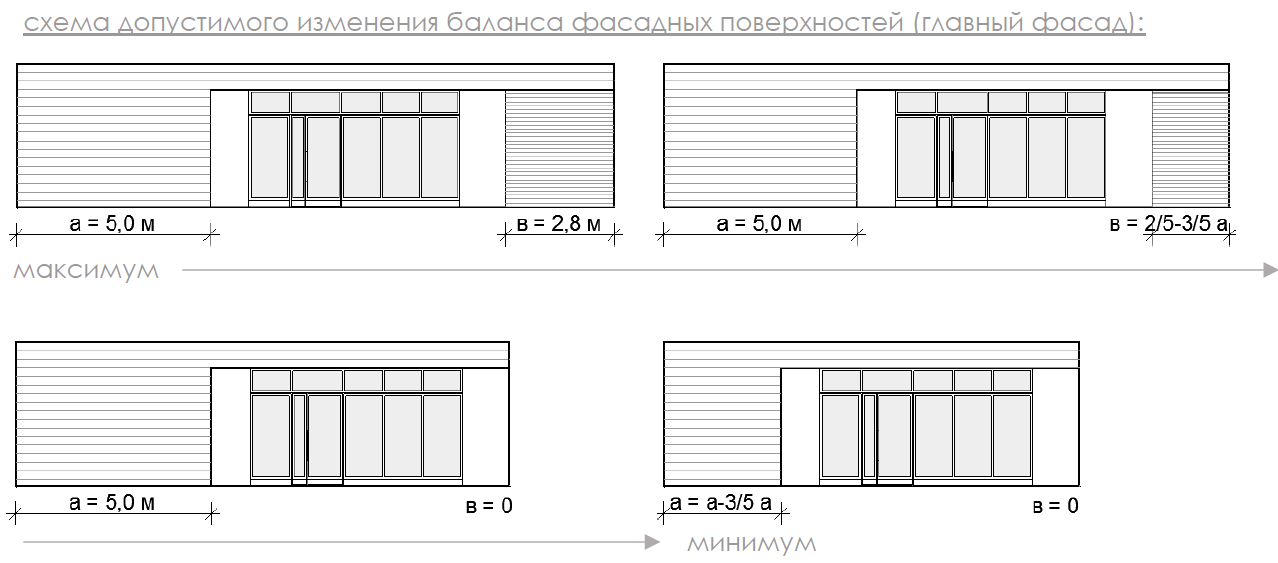 схема допустимого изменения баланса фасадных поверхностей (главный фасад):
а = 5,0 м
в = 2,8 м
а = 5,0 м
в = 2/5-3/5 а
максимум
а = 5,0 м
в = 0
а = а-3/5 а
в = 0
минимум